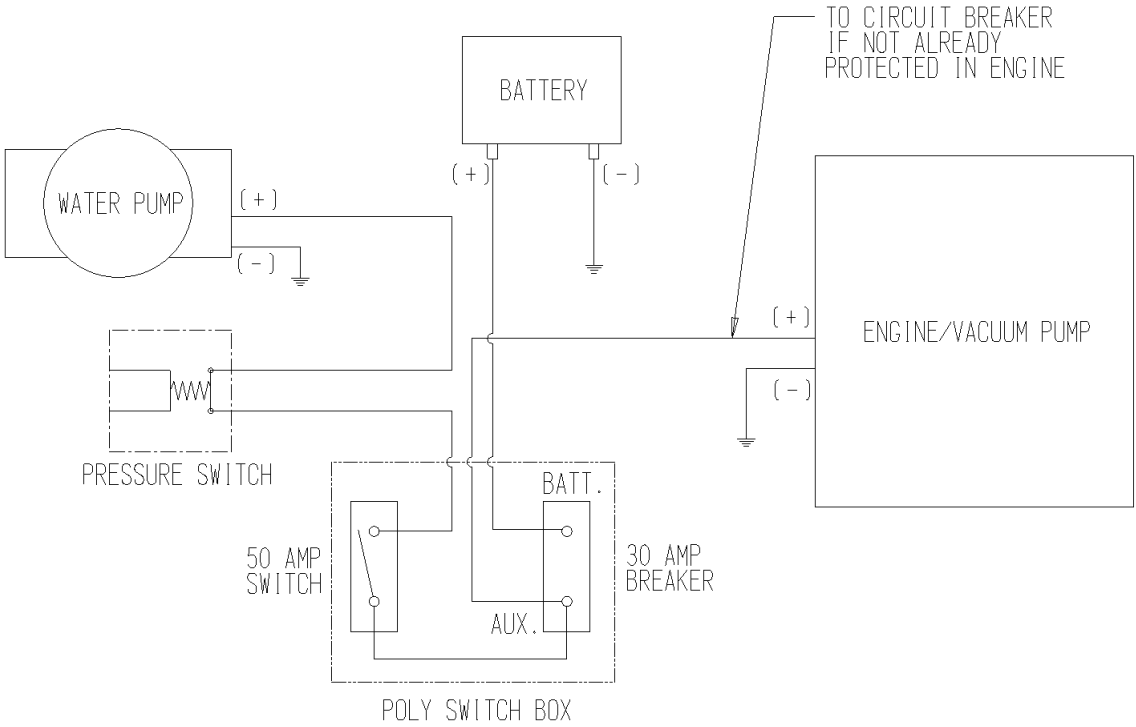 TO CIRCUIT BREAKER
IF NOT ALREADY
PROTECTED IN ENGINE
BATTERY
(+)
(-)
WATER PUMP
(+)
(-)
(+)
ENGINE/VACUUM PUMP
(-)
PRESSURE SWITCH
BATT.
50 AMP
SWITCH
30 AMP
BREAKER
AUX.
POLY SWITCH BOX